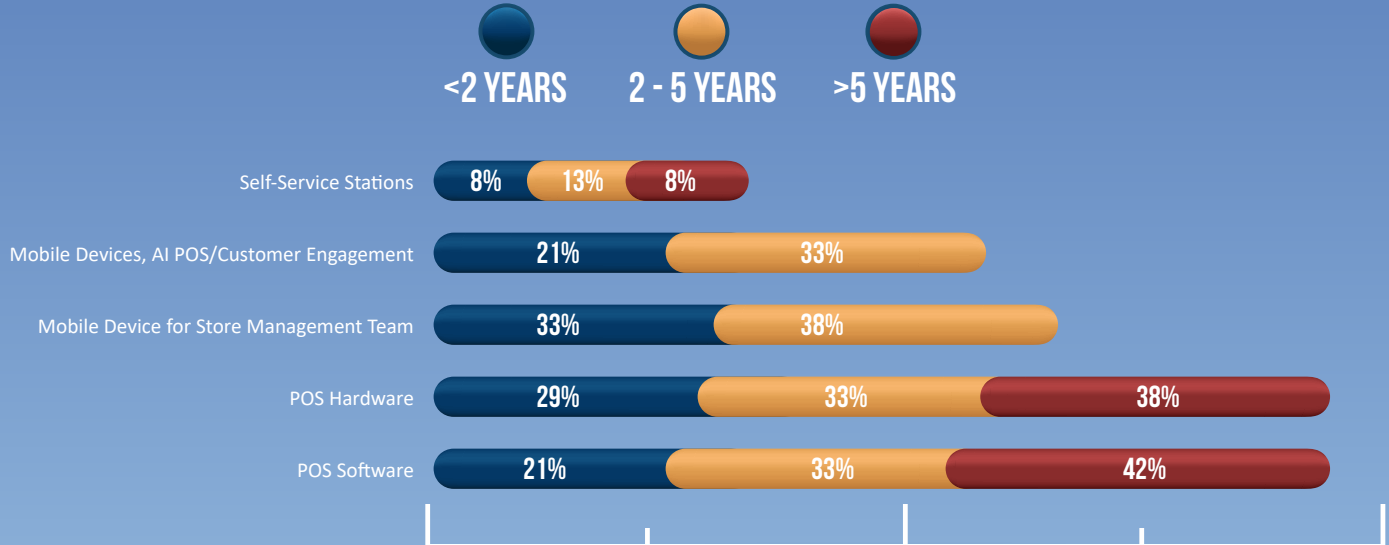 <2 YEARS 2 - 5 YEARS >5 YEARS
Self-Service Stations 8% 13% 8%
Mobile Devices, AI POS/Customer Engagement 21% 33%
Mobile Device for Store Management Team 33% 38%
POS Hardware 29% 33% 38%
POS Software 21% 33% 42%